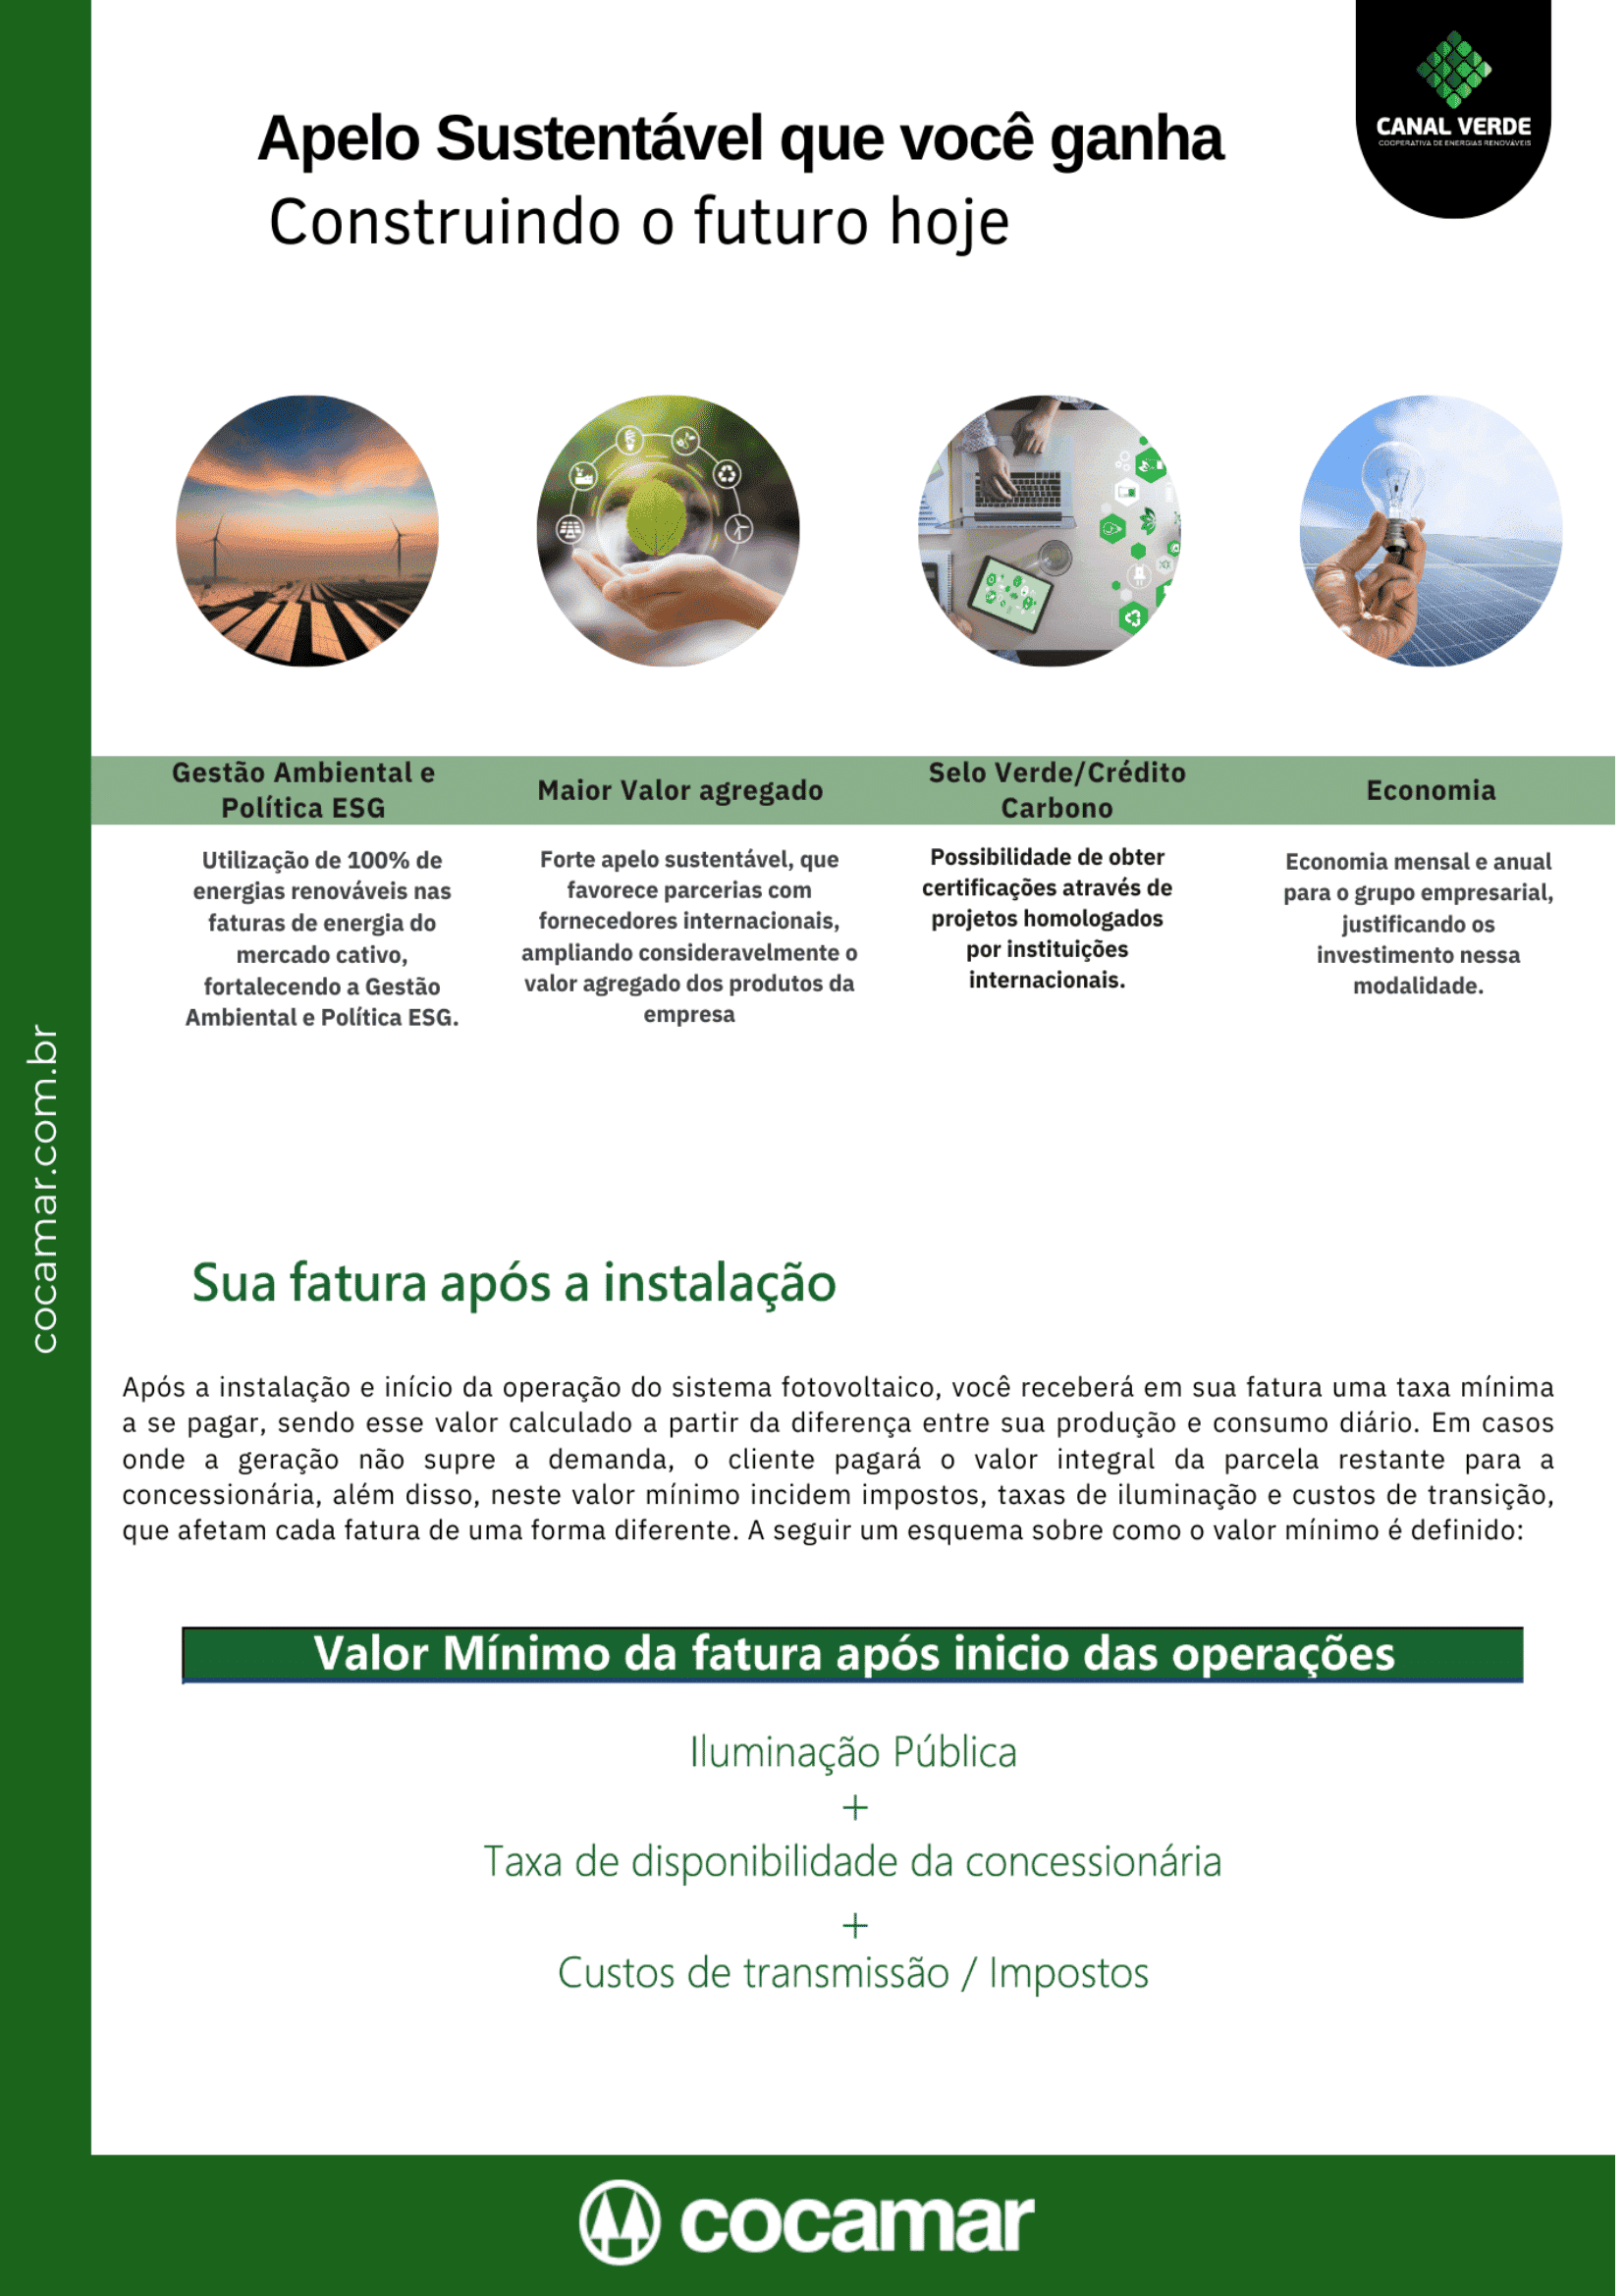 CANAL VERDE
COOPERATIVA DE ENERGIAS RENOVÁVEIS
Apelo Sustentável que você ganha
Construindo o futuro hoje
Gestão Ambiental e
Política ESG
Utilização de 100% de
energias renováveis nas
faturas de energia do
mercado cativo,
fortalecendo a Gestão
Ambiental e Política ESG.
Maior Valor agregado
Forte apelo sustentável, que
favorece parcerias com
fornecedores internacionais,
ampliando consideravelmente o
valor agregado dos produtos da
empresa
Selo Verde/Crédito
Carbono
Possibilidade de obter
certificações através de
projetos homologados
por instituições
internacionais.
Economia
Economia mensal e anual
para o grupo empresarial,
justificando os
investimento nessa
modalidade.
cocamar.com.br
Sua fatura após a instalação
Após a instalação e início da operação do sistema fotovoltaico, você receberá em sua fatura uma taxa mínima
a se pagar, sendo esse valor calculado a partir da diferença entre sua produção e consumo diário. Em casos
onde a geração não supre a demanda, o cliente pagará o valor integral da parcela restante para a
concessionária, além disso, neste valor mínimo incidem impostos, taxas de iluminação e custos de transição,
que afetam cada fatura de uma forma diferente. A seguir um esquema sobre como o valor mínimo é definido:
Valor Mínimo da fatura após inicio das operações
Iluminação Pública
+
Taxa de disponibilidade da concessionária
+
Custos de transmissão / Impostos
cocamar